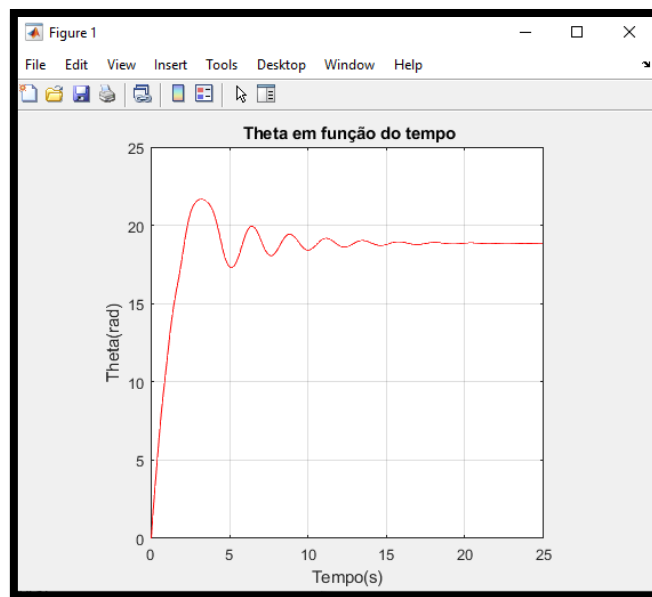 Figure 1
File Edit View Insert Tools Desktop Window Help
Theta em função do tempo
25
20
15
10
5
0
Theta(rad)
0 5 10 15 20 25
Tempo(s)